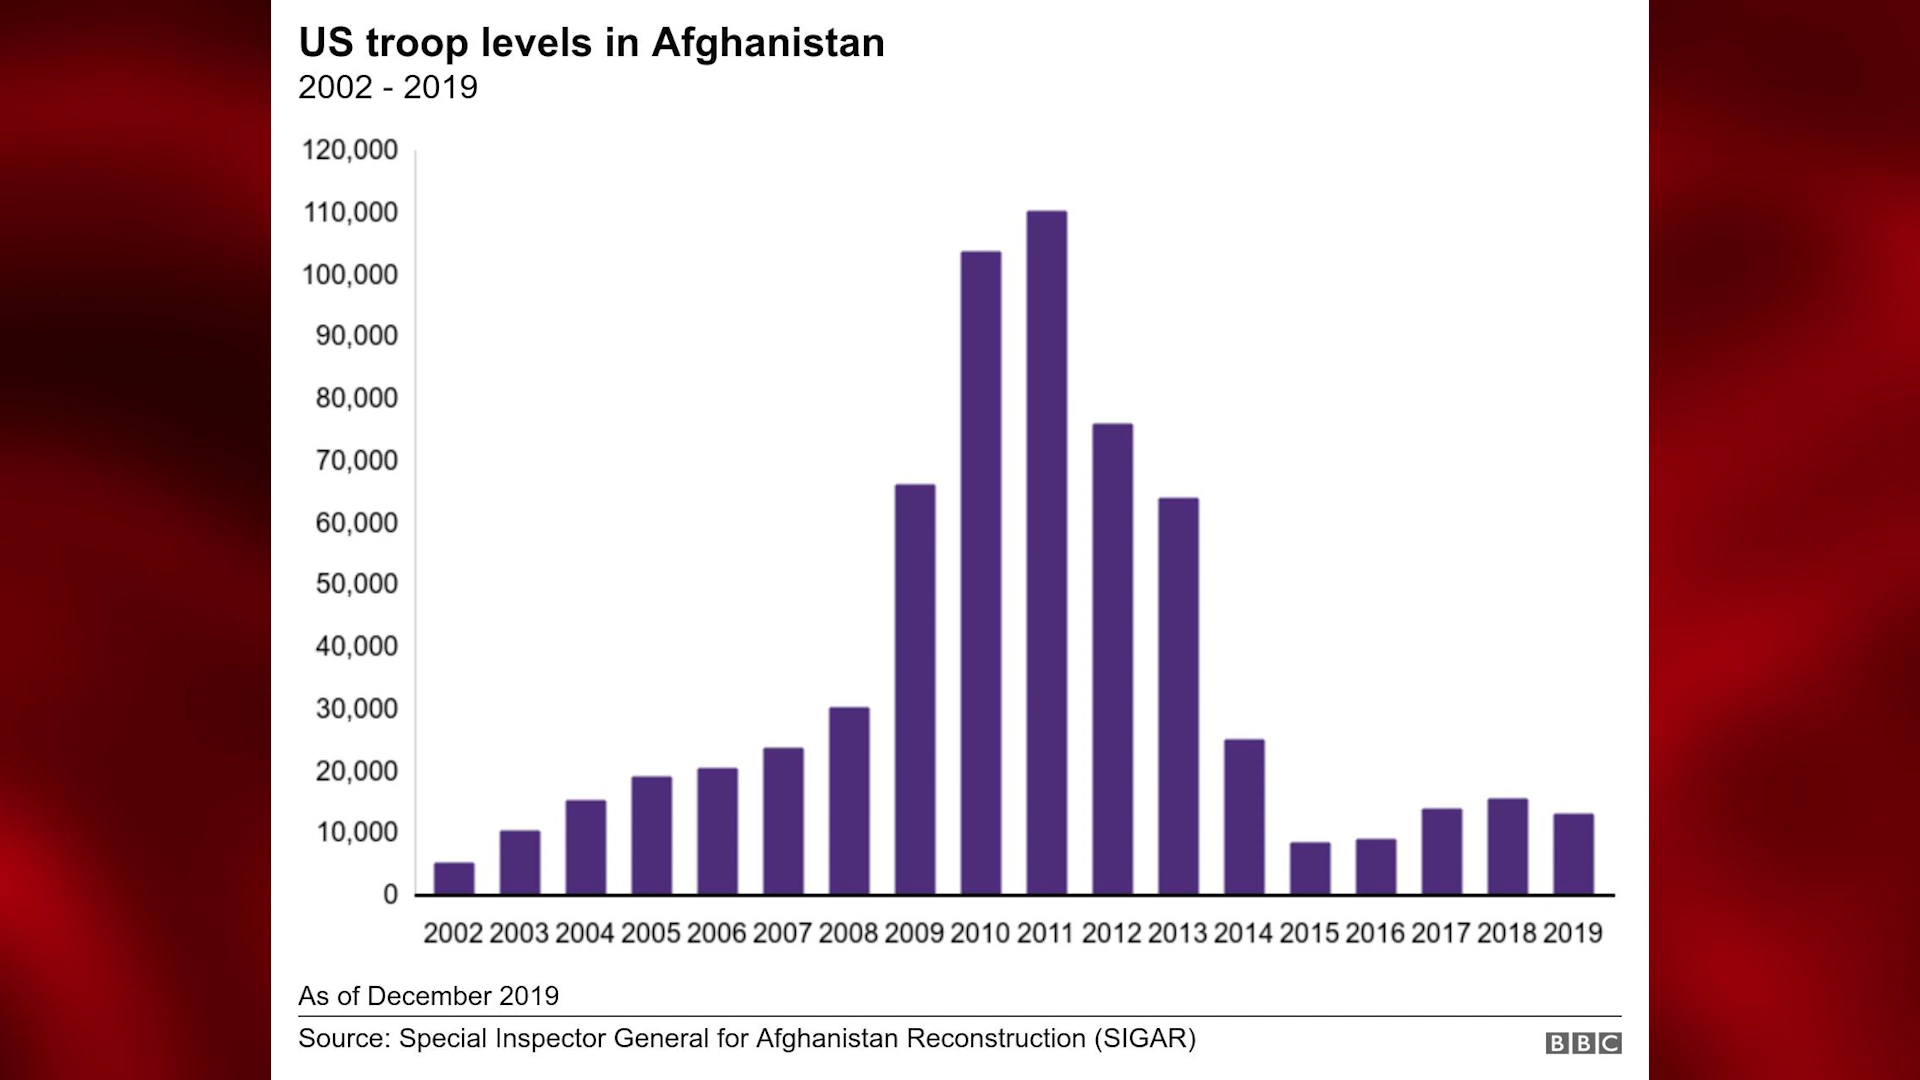 US troop levels in Afghanistan
2002 - 2019
120,000
110,000
100,000
90,000
80,000
70,000
60,000
50,000
40,000
30,000
20,000
10,000
0
2002 2003 2004 2005 2006 2007 2008 2009 2010 2011 2012 2013 2014 2015 2016 2017 2018 2019
As of December 2019
Source: Special Inspector General for Afghanistan Reconstruction (SIGAR)
BBC